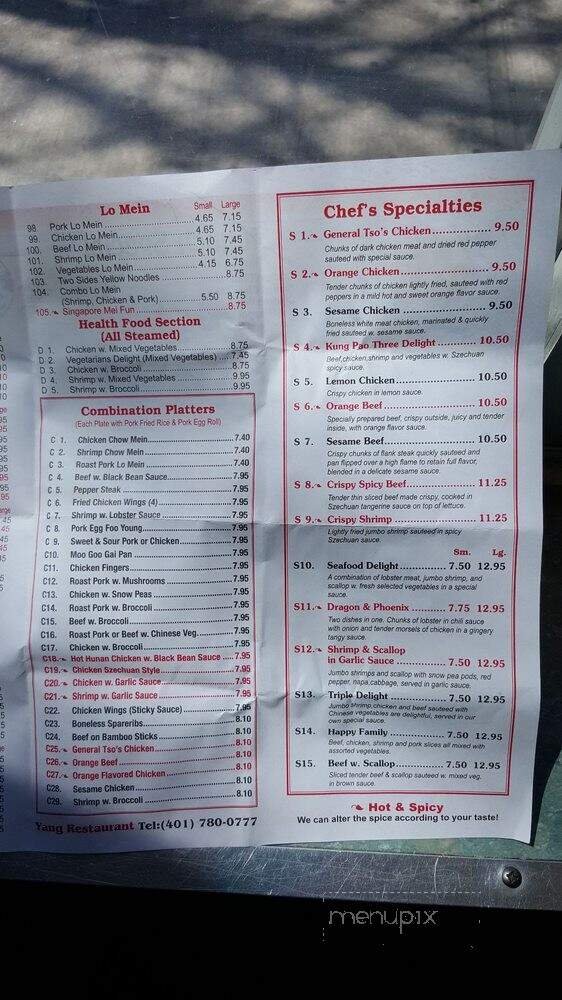 Lo Mein Small Large
98. Pork Lo Mein 4.65 7.15
99. Chicken Lo Mein 4.65 7.15
100. Beef Lo Mein 5.10 7.45
101. Shrimp Lo Mein 5.10 7.45
102. Vegetables Lo Mein 4.15 6.75
103. Two Sides Yellow Noodles 8.75
104. Combo Lo Mein
(Shrimp, Chicken & Pork) 5.50 8.75
105. Singapore Mei Fun 8.75
Health Food Section
(All Steamed)
D 1. Chicken w. Mixed Vegetables 8.75
D 2. Vegetarians Delight (Mixed Vegetables) 7.45
D 3. Chicken w. Broccoli 8.75
D 4. Shrimp w. Mixed Vegetables 9.95
D 5. Shrimp w. Broccoli 9.95
Combination Platters
(Each Plate with Pork Fried Rice & Pork Egg Roll)
C 1. Chicken Chow Mein 7.40
C 2. Shrimp Chow Mein 7.40
C 3. Roast Pork Lo Mein 7.40
C 4. Beef w. Black Bean Sauce 7.95
C 5. Pepper Steak 7.95
C 6. Fried Chicken Wings (4) 7.95
C 7. Shrimp w. Lobster Sauce 7.95
C 8. Pork Egg Foo Young 7.95
C 9. Sweet & Sour Pork or Chicken 7.95
C10. Moo Goo Gai Pan 7.95
C11. Chicken Fingers 7.95
C12. Roast Pork w. Mushrooms 7.95
C13. Chicken w. Snow Peas 7.95
C14. Roast Pork w. Broccoli 7.95
C15. Beef w. Broccoli 7.95
C16. Roast Pork or Beef w. Chinese Veg. 7.95
C17. Chicken w. Broccoli 7.95
C18. Hot Hunan Chicken w. Black Bean Sauce 7.95
C19. Chicken Szechuan Style 7.95
C20. Chicken w. Garlic Sauce 7.95
C21. Shrimp w. Garlic Sauce 7.95
C22. Chicken Wings (Sticky Sauce) 7.95
C23. Boneless Spareribs 8.10
C24. Beef on Bamboo Sticks 8.10
C25. General Tso's Chicken 8.10
C26. Orange Beef 8.10
C27. Orange Flavored Chicken 8.10
C28. Sesame Chicken 8.10
C29. Shrimp w. Broccoli 8.10
Yang Restaurant Tel:(401) 780-0777
Chef's Specialties
S 1. General Tso's Chicken 9.50
Chunks of dark chicken meat and dried red pepper
sauteed with special sauce.
S 2. Orange Chicken 9.50
Tender chunks of chicken lightly fried, sauteed with red
peppers in a mild hot and sweet orange flavor sauce.
S 3. Sesame Chicken 9.50
Boneless white meat chicken, marinated & quickly
fried sauteed w. sesame sauce.
S 4. Kung Pao Three Delight 10.50
Beef,chicken,shrimp and vegetables w. Szechuan
spicy sauce.
S 5. Lemon Chicken 10.50
Crispy chicken in lemon sauce.
S 6. Orange Beef 10.50
Specially prepared beef, crispy outside, juicy and tender
inside, with orange flavor sauce.
S 7. Sesame Beef 10.50
Crispy chunks of flank steak quickly sauteed and
pan flipped over a high flame to retain full flavor,
blended in a delicate sesame sauce.
S 8. Crispy Spicy Beef 11.25
Tender thin sliced beef made crispy, cooked in
Szechuan tangerine sauce on top of lettuce.
S 9. Crispy Shrimp 11.25
Lightly fried jumbo shrimp sauteed in spicy
Szechuan sauce.
Sm. Lg.
S10. Seafood Delight 7.50 12.95
A combination of lobster meat, jumbo shrimp, and
scallop w. fresh selected vegetables in a special
sauce.
S11. Dragon & Phoenix 7.75 12.95
Two dishes in one. Chunks of lobster in chili sauce
with onion and tender morsels of chicken in a gingery
tangy sauce.
S12. Shrimp & Scallop
in Garlic Sauce 7.50 12.95
Jumbo shrimps and scallop with snow pea pods, red
pepper, napa,cabbage, served in garlic sauce.
S13. Triple Delight 7.50 12.95
Jumbo shrimp,chicken and beef sauteed with
Chinese vegetables are delightful, served in our
own special sauce.
S14. Happy Family 7.50 12.95
Beef, chicken, shrimp and pork slices all mixed with
assorted vegetables.
S15. Beef w. Scallop 7.50 12.95
Sliced tender beef & scallop sauteed w. mixed veg.
in brown sauce.
Hot & Spicy
We can alter the spice according to your taste!
menupix